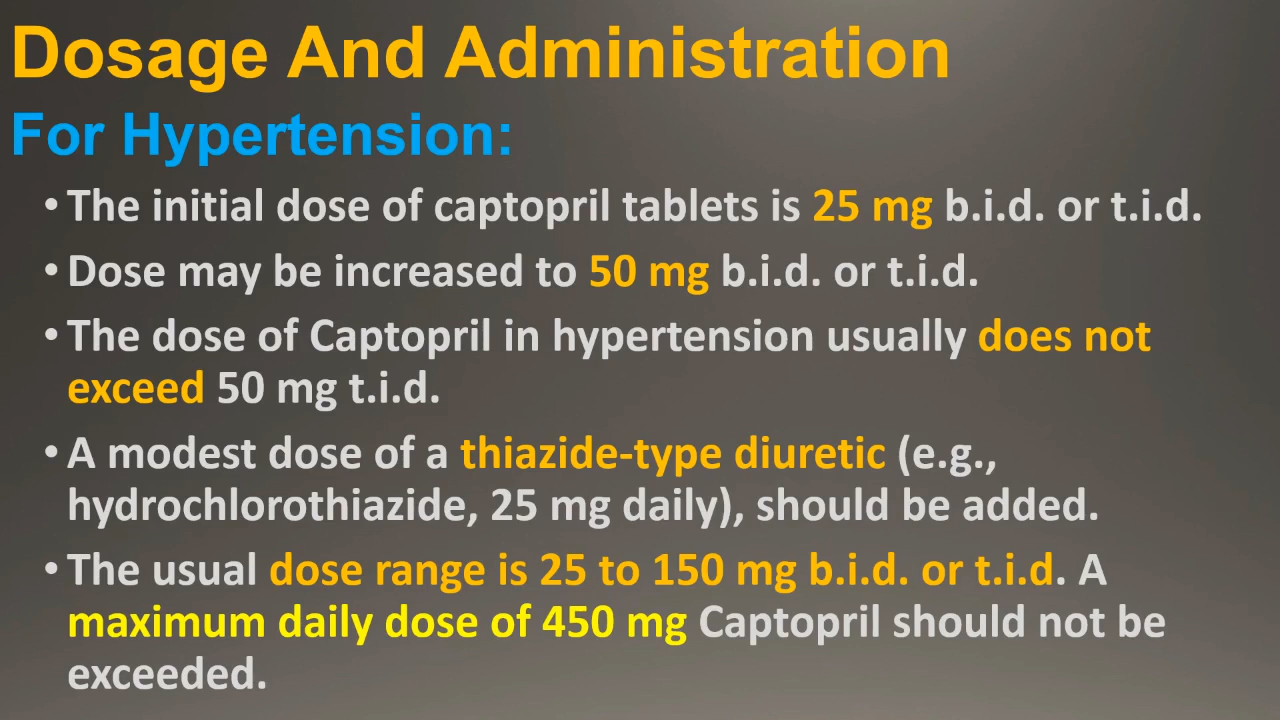 Dosage And Administration
For Hypertension:
• The initial dose of captopril tablets is 25 mg b.i.d. or t.i.d.
• Dose may be increased to 50 mg b.i.d. or t.i.d.
• The dose of Captopril in hypertension usually does not
exceed 50 mg t.i.d.
• A modest dose of a thiazide-type diuretic (e.g.,
hydrochlorothiazide, 25 mg daily), should be added.
• The usual dose range is 25 to 150 mg b.i.d. or t.i.d. A
maximum daily dose of 450 mg Captopril should not be
exceeded.